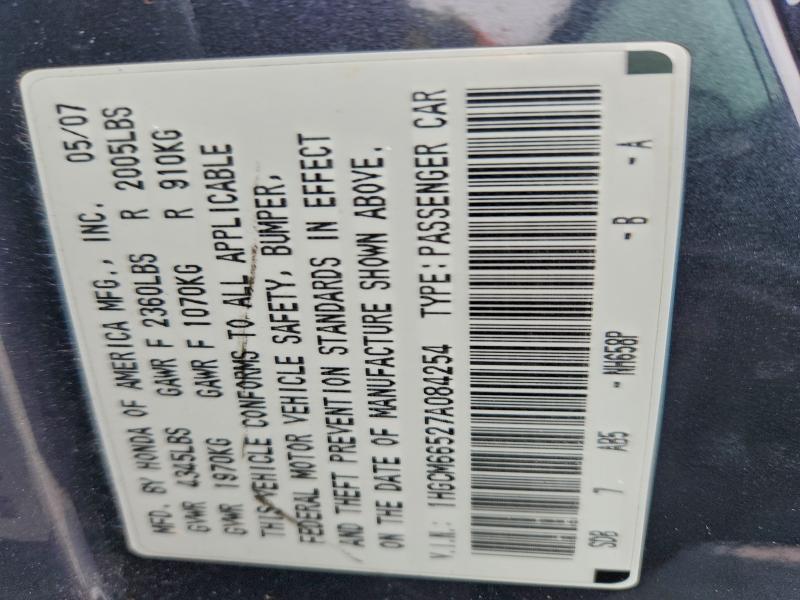 MFD. BY HONDA OF AMERICA MFG., INC. 05/07
GVWR 4345LBS GAWR F 2360LBS R 2005LBS
GVWR 1970KG GAWR F 1070KG R 910KG
THIS VEHICLE CONFORMS TO ALL APPLICABLE
FEDERAL MOTOR VEHICLE SAFETY, BUMPER,
AND THEFT PREVENTION STANDARDS IN EFFECT
ON THE DATE OF MANUFACTURE SHOWN ABOVE.
V.I.N.: 1HGCM66527A084254 TYPE:PASSENGER CAR
SDB 7 AB5 - NH658P -B -A